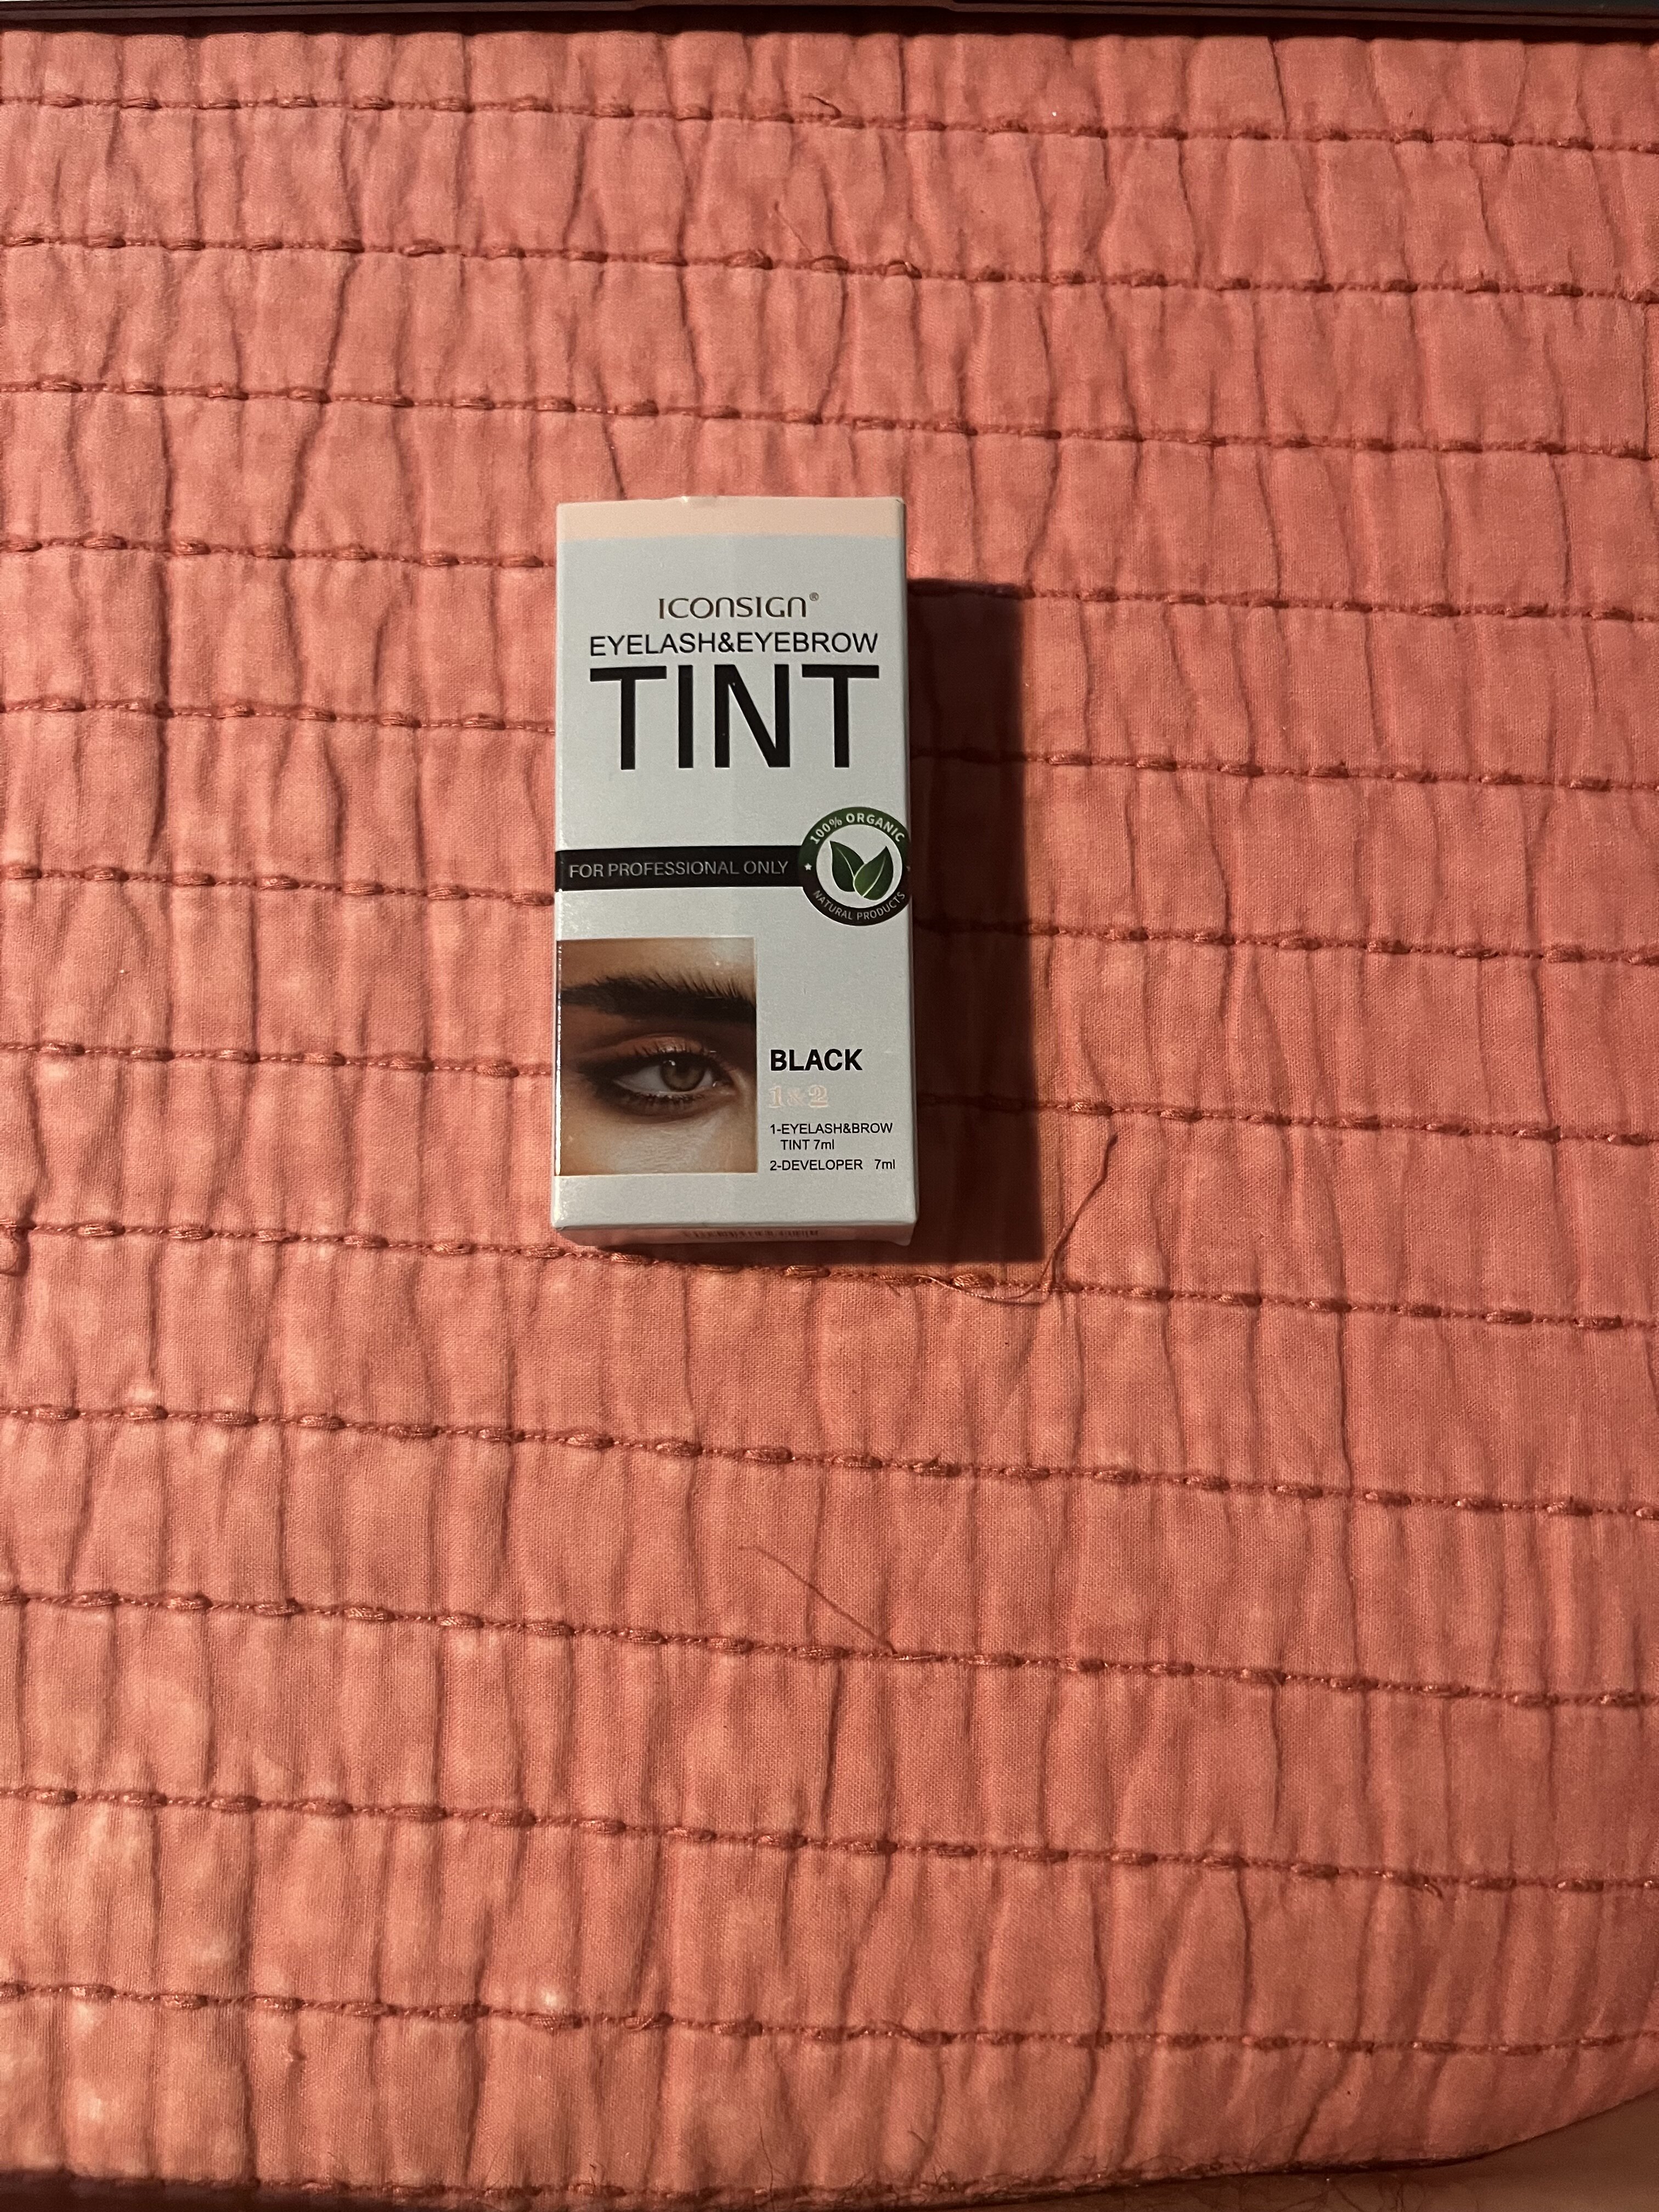 ICONSIGN®
EYELASH&EYEBROW
TINT
100% ORGANIC
FOR PROFESSIONAL ONLY
NATURAL PRODUCTS
BLACK
1&2
1-EYELASH&BROW
TINT 7ml
2-DEVELOPER 7ml